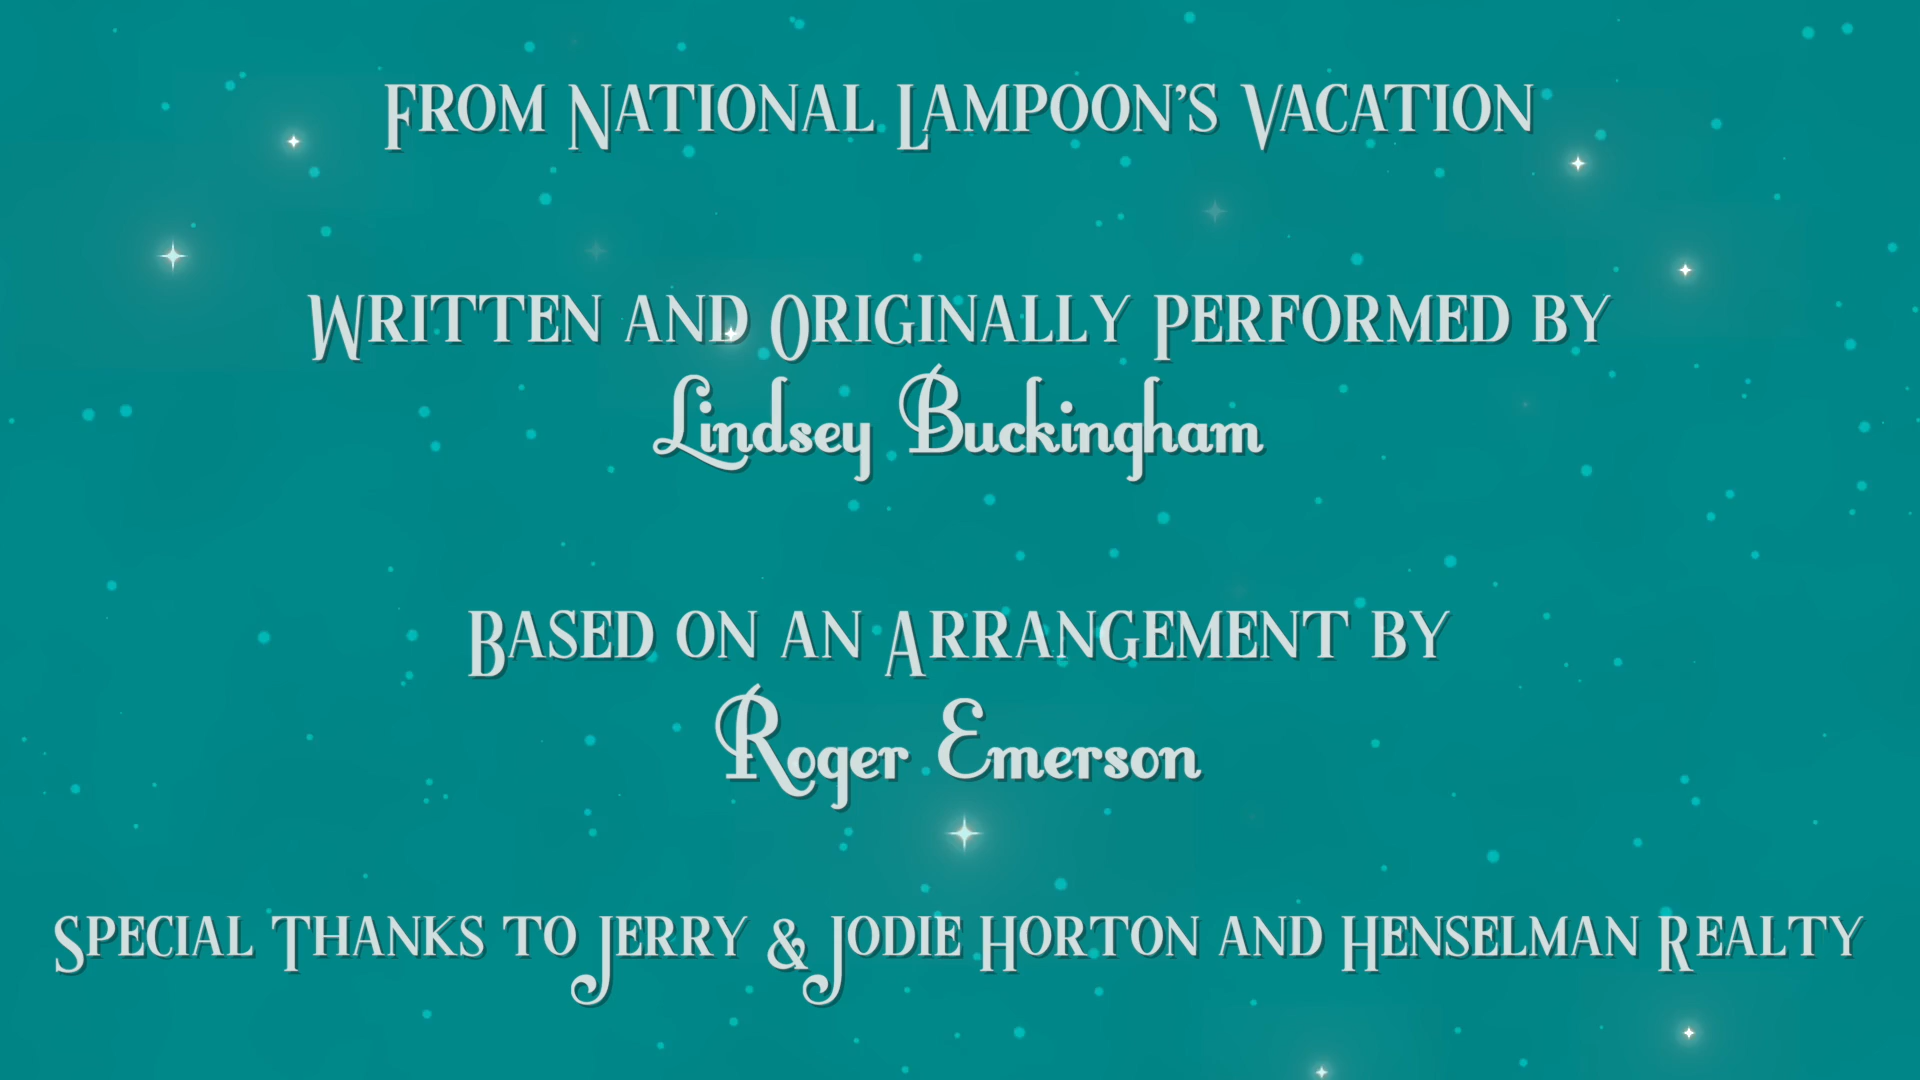 From National Lampoon's Vacation
Written and Originally Performed by
Lindsey Buckingham
Based on an Arrangement by
Roger Emerson
Special Thanks to Jerry & Jodie Horton and Henselman Realty